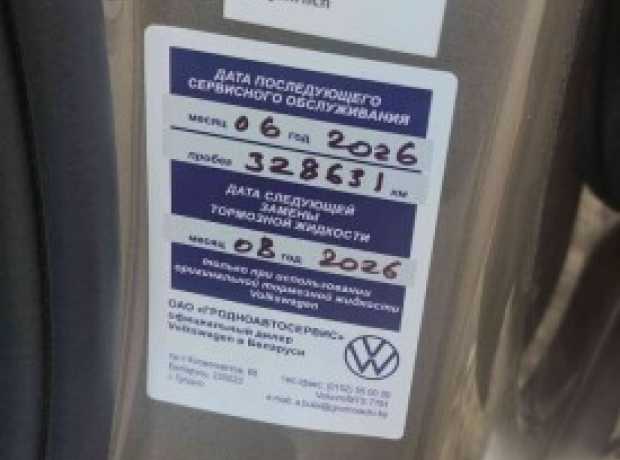 ДАТА ПОСЛЕДУЮЩЕГО
СЕРВИСНОГО ОБСЛУЖИВАНИЯ
месяц 06 год 2026
пробег 328631 км
ДАТА СЛЕДУЮЩЕЙ
ЗАМЕНЫ
ТОРМОЗНОЙ ЖИДКОСТИ
месяц 08 год 2026
только при использовании
оригинальной тормозной жидкости
Volkswagen
ОАО «ГРОДНОАВТОСЕРВИС»
официальный дилер
Volkswagen в Беларуси
г. Гродно